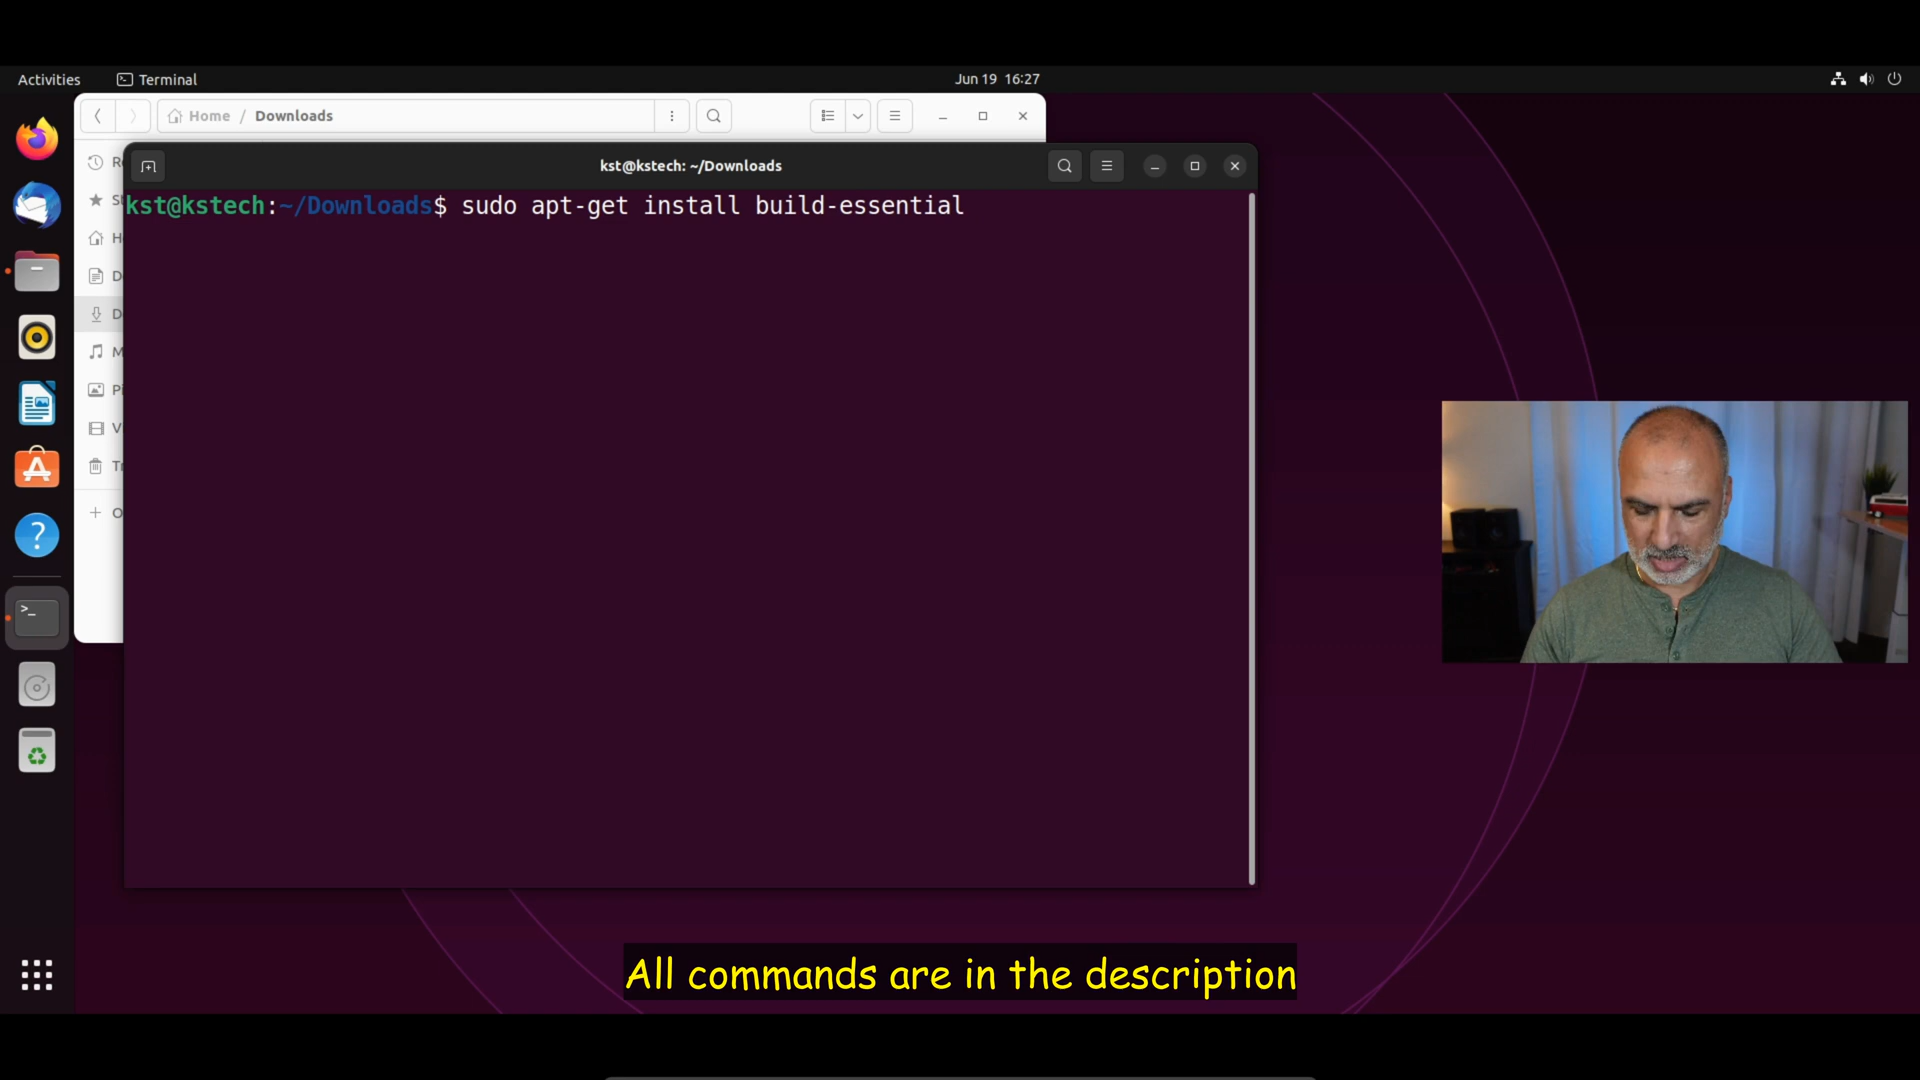 Activities Terminal Jun 19 16:27
Home / Downloads
kst@kstech: ~/Downloads
kst@kstech:~/Downloads$ sudo apt-get install build-essential
All commands are in the description